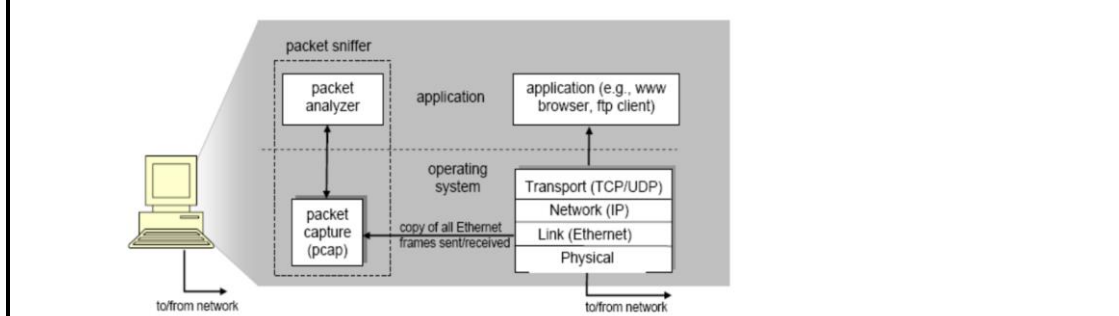 packet sniffer
packet
analyzer
application
application (e.g., www
browser, ftp client)
operating
system
packet
capture
(pcap)
copy of all Ethernet
frames sent/received
Transport (TCP/UDP)
Network (IP)
Link (Ethernet)
Physical
to/from network
to/from network